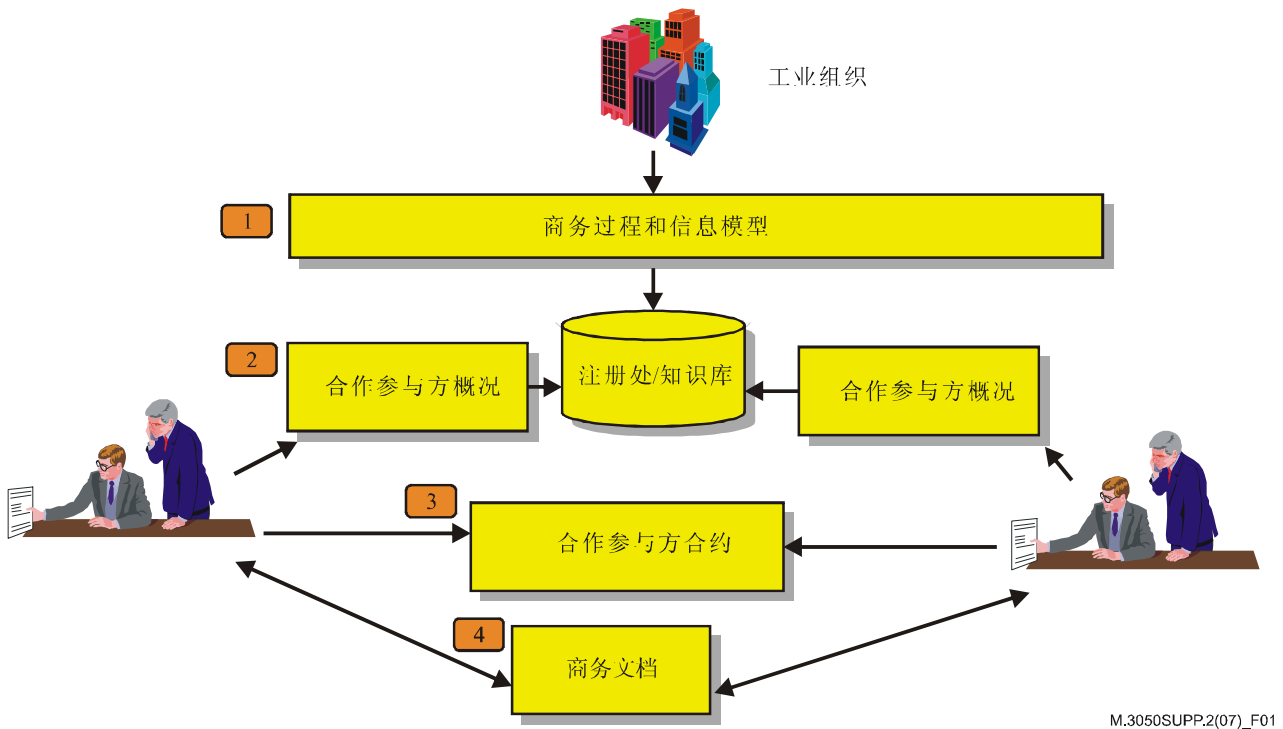 工业组织
1
商务过程和信息模型
2
合作参与方概况
注册处/知识库
合作参与方概况
3
合作参与方合约
4
商务文档
M.3050SUPP.2(07)_F01